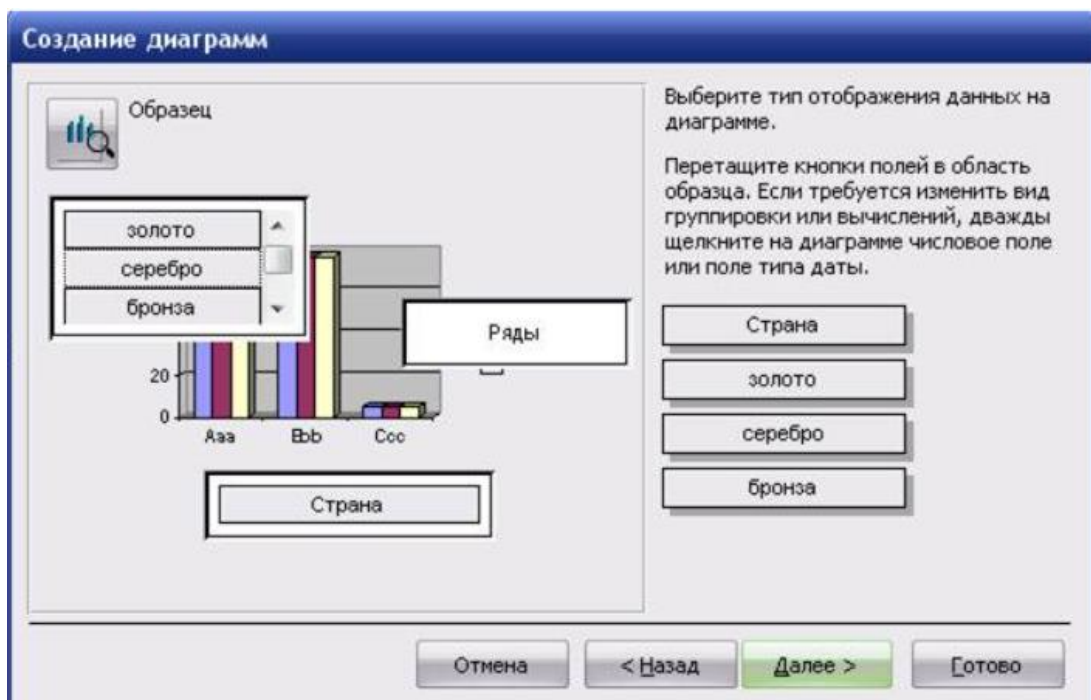 Создание диаграмм
Образец
золото
серебро
бронза
Ряды
20
0
Aaa
Bbb
Ccc
Страна
Выберите тип отображения данных на
диаграмме.
Перетащите кнопки полей в область
образца. Если требуется изменить вид
группировки или вычислений, дважды
щелкните на диаграмме числовое поле
или поле типа даты.
Страна
золото
серебро
бронза
Отмена
< Назад
Далее >
Готово